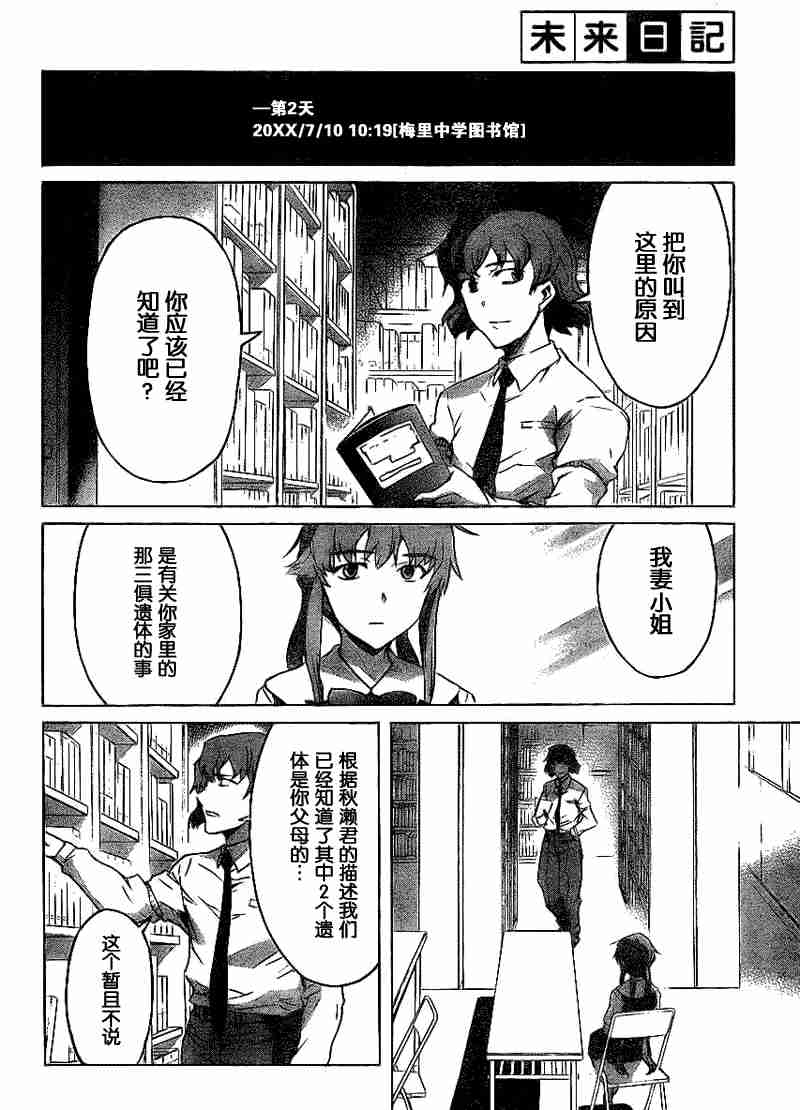 未来日記
—第2天
20XX/7/10 10:19[梅里中学图书馆]
把你叫到
这里的原因
你应该已经
知道了吧？
我妻小姐
是有关你家里的
那三俱遗体的事
根据秋濑君的描述我们
已经知道了其中2个遗
体是你父母的…
这个暂且不说